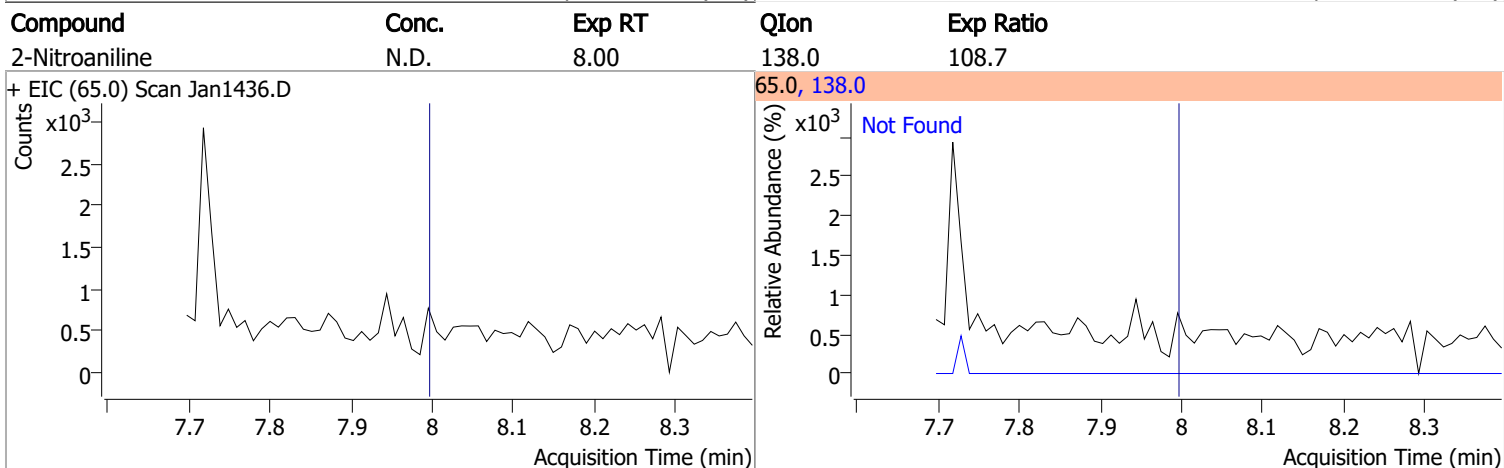 Compound Conc. Exp RT QIon Exp Ratio
2-Nitroaniline N.D. 8.00 138.0 108.7
+ EIC (65.0) Scan Jan1436.D
Counts
x10³
2.5
2
1.5
1
0.5
0
7.7 7.8 7.9 8 8.1 8.2 8.3
Acquisition Time (min)
65.0, 138.0
Relative Abundance (%)
x10³
Not Found
2.5
2
1.5
1
0.5
0
7.7 7.8 7.9 8 8.1 8.2 8.3
Acquisition Time (min)